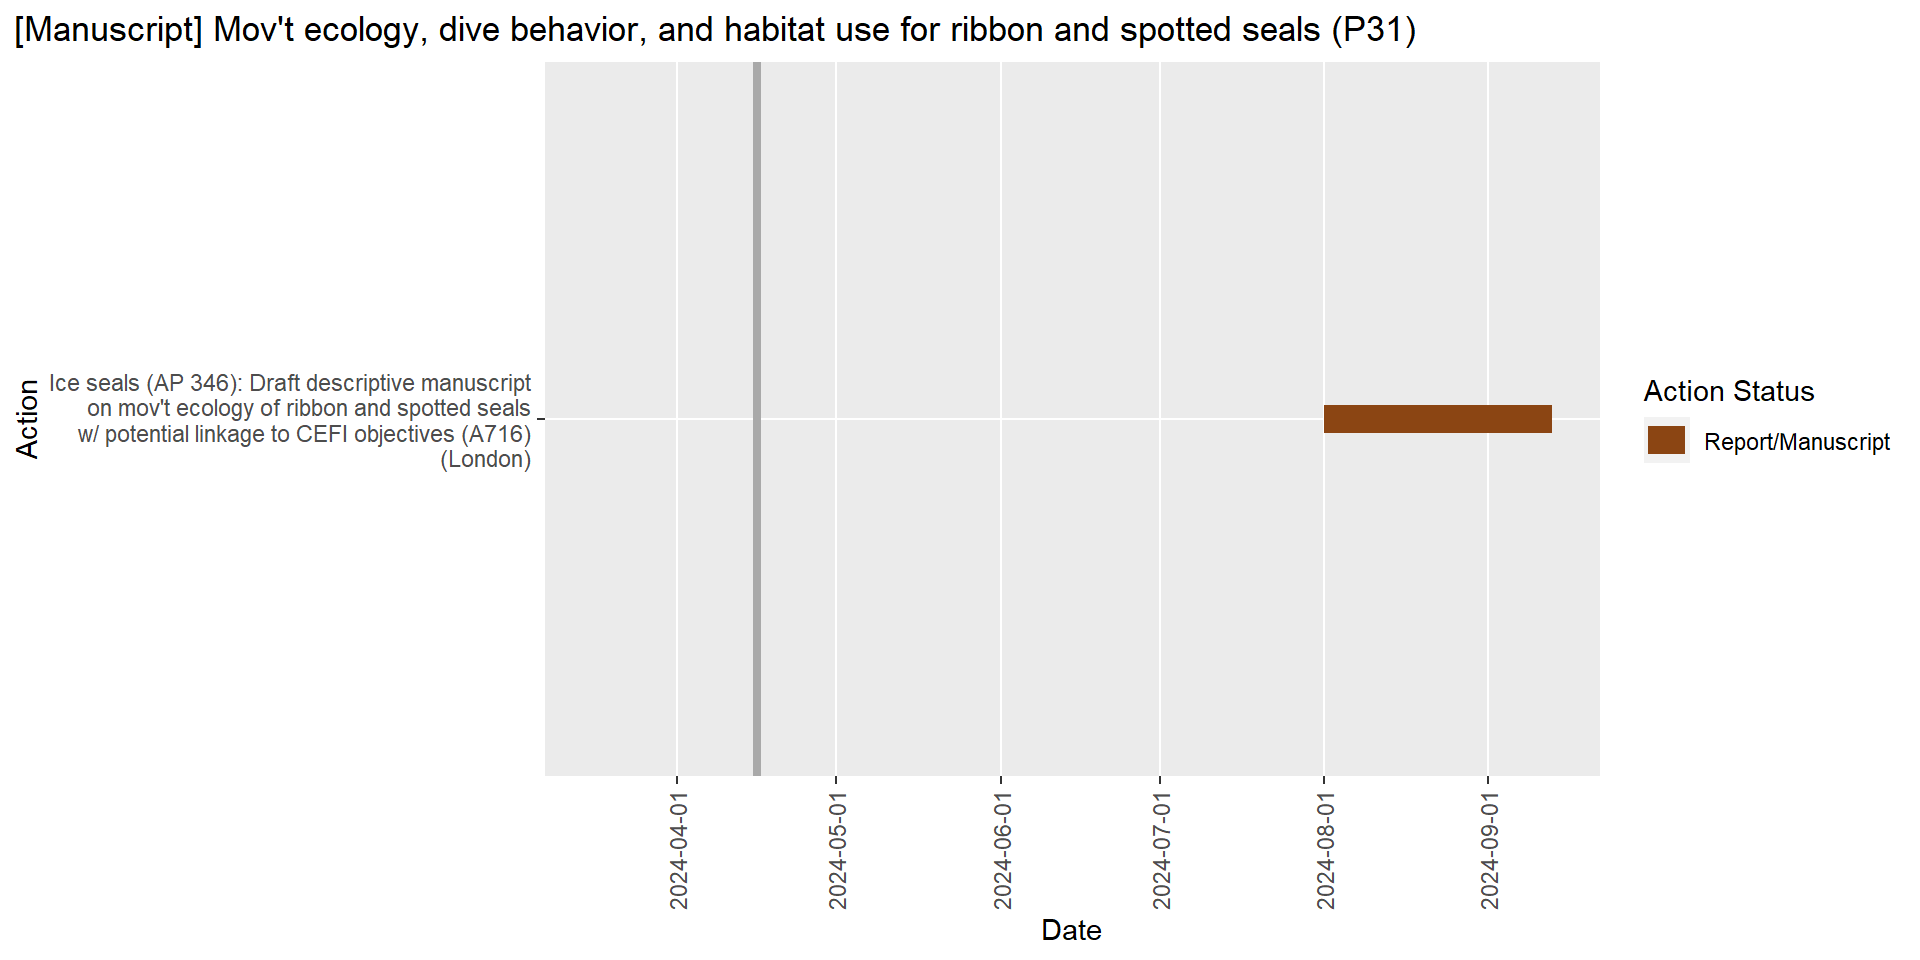 [Manuscript] Mov't ecology, dive behavior, and habitat use for ribbon and spotted seals (P31)
Action
Ice seals (AP 346): Draft descriptive manuscript
on mov't ecology of ribbon and spotted seals
w/ potential linkage to CEFI objectives (A716)
(London)
2024-04-01
2024-05-01
2024-06-01
2024-07-01
2024-08-01
2024-09-01
Date
Action Status
Report/Manuscript